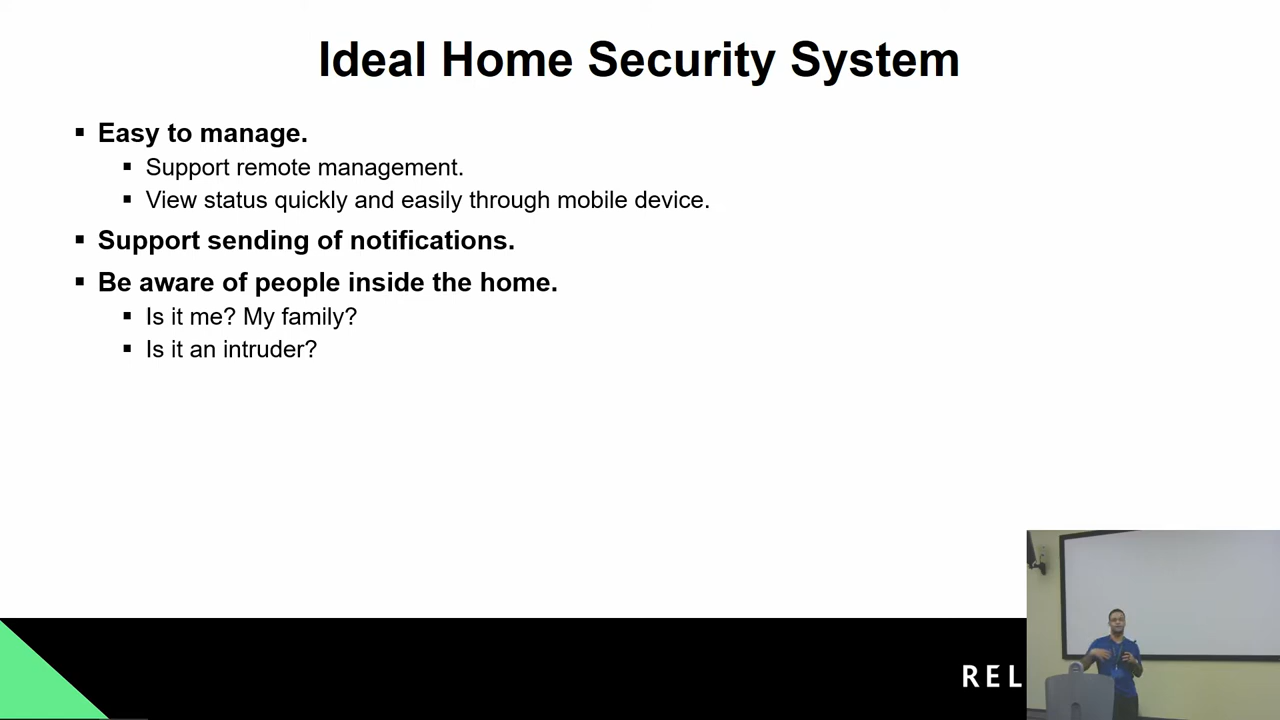 Ideal Home Security System
Easy to manage.
Support remote management.
View status quickly and easily through mobile device.
Support sending of notifications.
Be aware of people inside the home.
Is it me? My family?
Is it an intruder?
REL